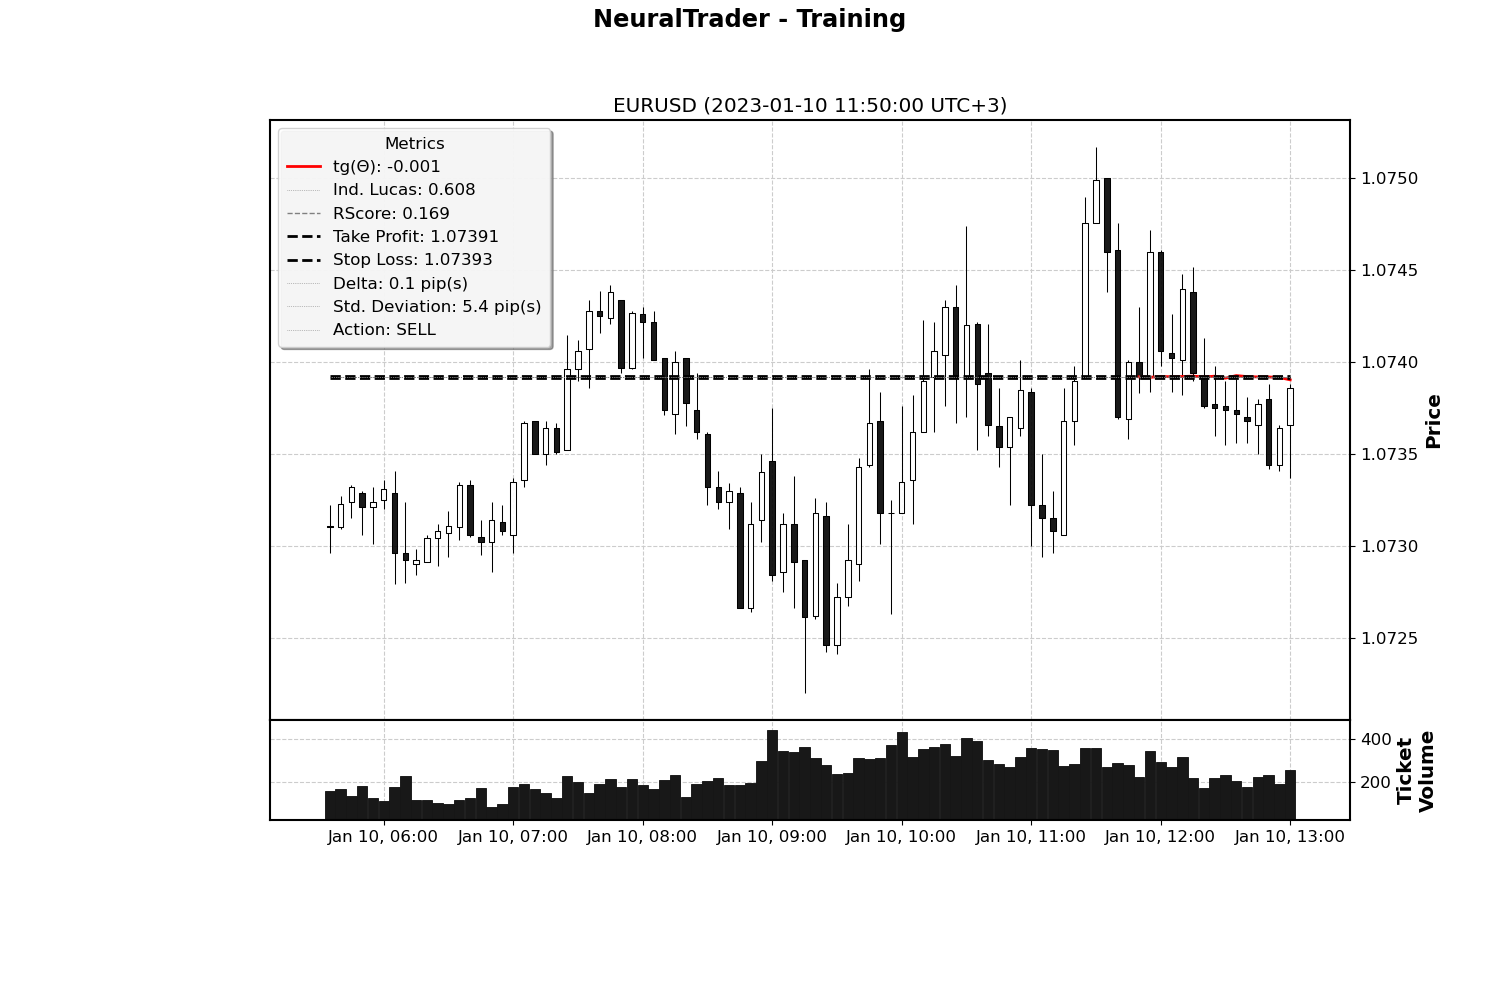 NeuralTrader - Training
EURUSD (2023-01-10 11:50:00 UTC+3)
Metrics
tg(Θ): -0.001
Ind. Lucas: 0.608
RScore: 0.169
Take Profit: 1.07391
Stop Loss: 1.07393
Delta: 0.1 pip(s)
Std. Deviation: 5.4 pip(s)
Action: SELL
1.0750
1.0745
1.0740
1.0735
1.0730
1.0725
Price
400
200
Ticket
Volume
Jan 10, 06:00
Jan 10, 07:00
Jan 10, 08:00
Jan 10, 09:00
Jan 10, 10:00
Jan 10, 11:00
Jan 10, 12:00
Jan 10, 13:00